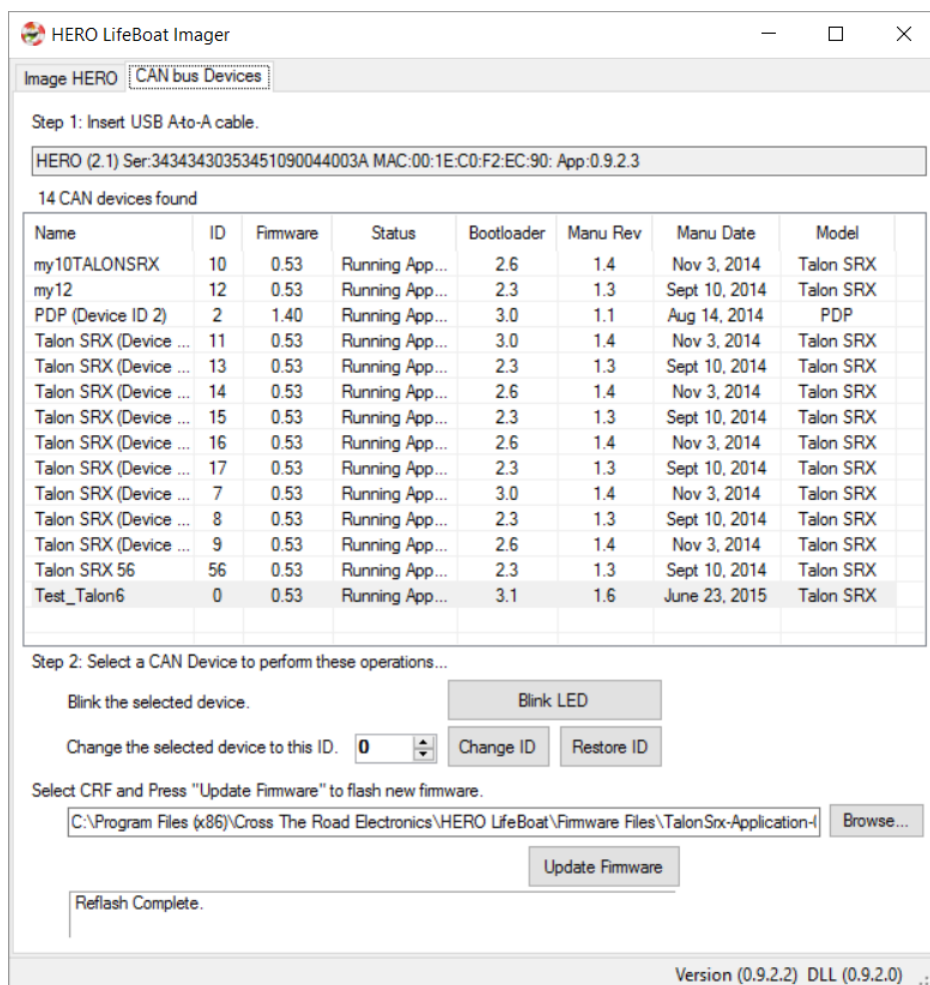 HERO LifeBoat Imager
Image HERO CAN bus Devices
Step 1: Insert USB A-to-A cable.
HERO (2.1) Ser:34343430353451090044003A MAC:00:1E:C0:F2:EC:90: App:0.9.2.3
14 CAN devices found
Name ID Firmware Status Bootloader Manu Rev Manu Date Model
my10TALONSRX 10 0.53 Running App... 2.6 1.4 Nov 3, 2014 Talon SRX
my12 12 0.53 Running App... 2.3 1.3 Sept 10, 2014 Talon SRX
PDP (Device ID 2) 2 1.40 Running App... 3.0 1.1 Aug 14, 2014 PDP
Talon SRX (Device ... 11 0.53 Running App... 3.0 1.4 Nov 3, 2014 Talon SRX
Talon SRX (Device ... 13 0.53 Running App... 2.3 1.3 Sept 10, 2014 Talon SRX
Talon SRX (Device ... 14 0.53 Running App... 2.6 1.4 Nov 3, 2014 Talon SRX
Talon SRX (Device ... 15 0.53 Running App... 2.3 1.3 Sept 10, 2014 Talon SRX
Talon SRX (Device ... 16 0.53 Running App... 2.6 1.4 Nov 3, 2014 Talon SRX
Talon SRX (Device ... 17 0.53 Running App... 2.3 1.3 Sept 10, 2014 Talon SRX
Talon SRX (Device ... 7 0.53 Running App... 3.0 1.4 Nov 3, 2014 Talon SRX
Talon SRX (Device ... 8 0.53 Running App... 2.3 1.3 Sept 10, 2014 Talon SRX
Talon SRX (Device ... 9 0.53 Running App... 2.6 1.4 Nov 3, 2014 Talon SRX
Talon SRX 56 56 0.53 Running App... 2.3 1.3 Sept 10, 2014 Talon SRX
Test_Talon6 0 0.53 Running App... 3.1 1.6 June 23, 2015 Talon SRX
Step 2: Select a CAN Device to perform these operations...
Blink the selected device. Blink LED
Change the selected device to this ID. 0 Change ID Restore ID
Select CRF and Press "Update Firmware" to flash new firmware.
C:\Program Files (x86)\Cross The Road Electronics\HERO LifeBoat\Firmware Files\TalonSrx-Application-( Browse...
Update Firmware
Reflash Complete.
Version (0.9.2.2) DLL (0.9.2.0)